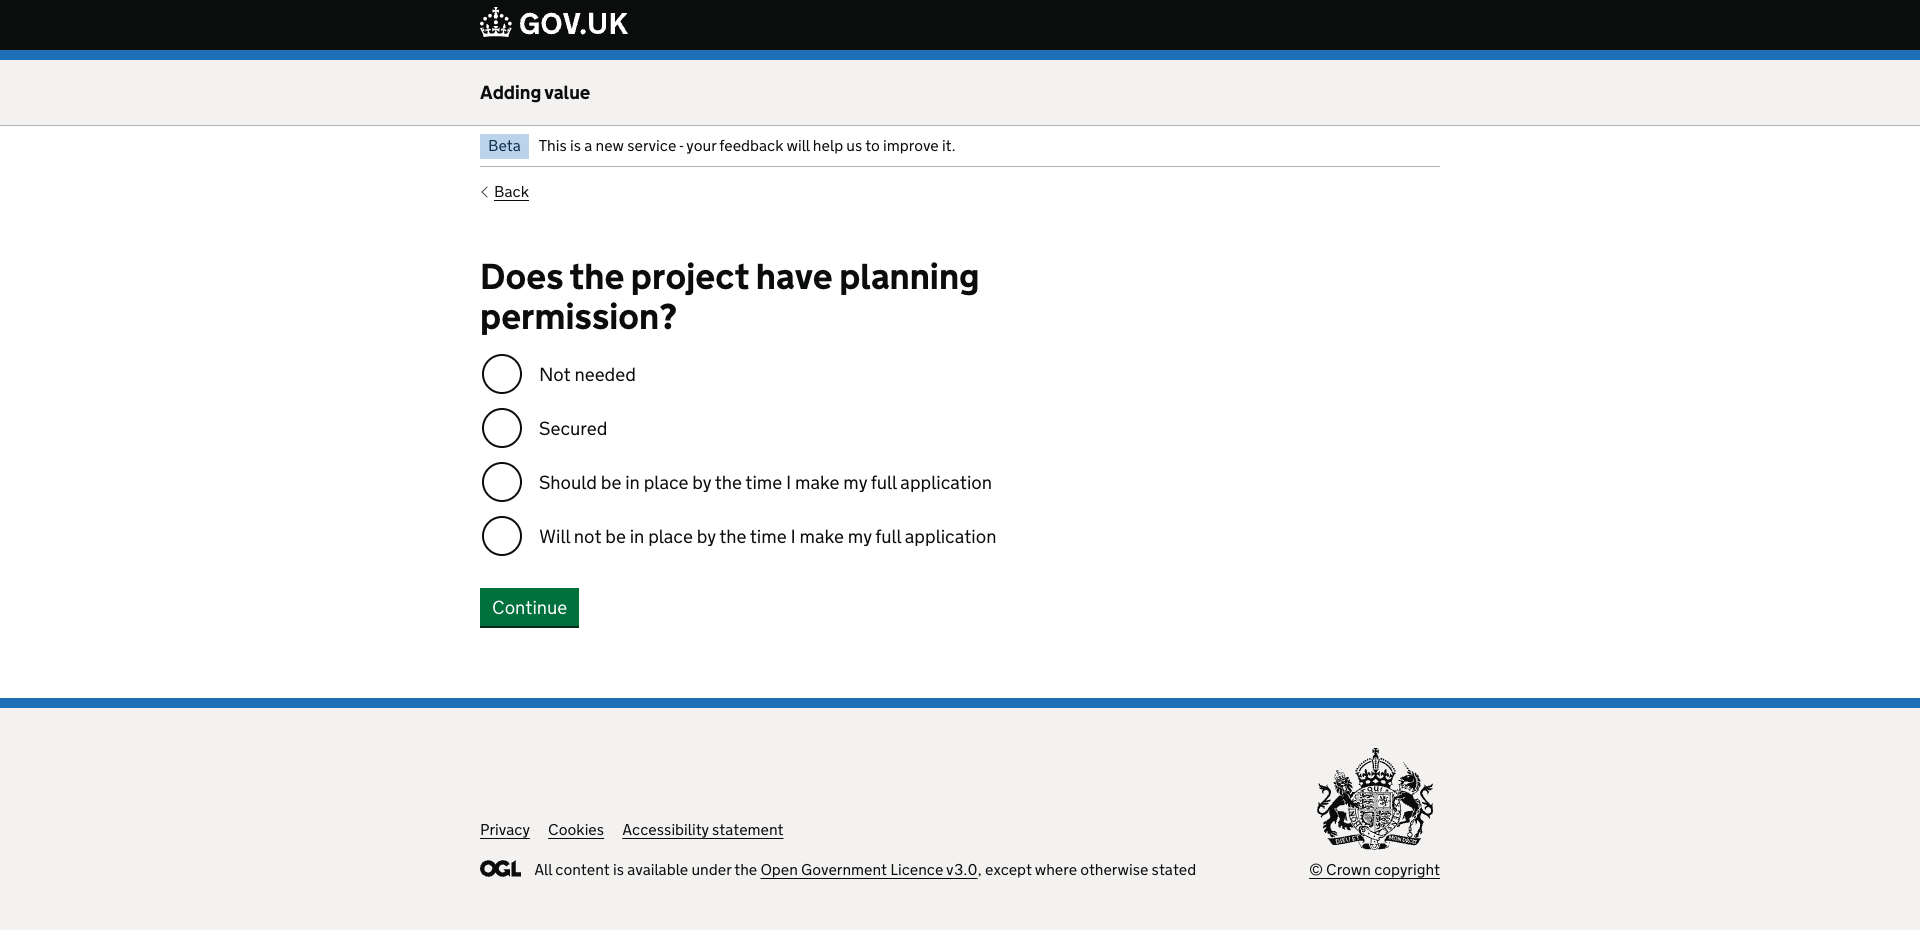 GOV.UK
Adding value
Beta This is a new service - your feedback will help us to improve it.
Back
Does the project have planning
permission?
Not needed
Secured
Should be in place by the time I make my full application
Will not be in place by the time I make my full application
Continue
Privacy Cookies Accessibility statement
OGL All content is available under the Open Government Licence v3.0, except where otherwise stated
© Crown copyright